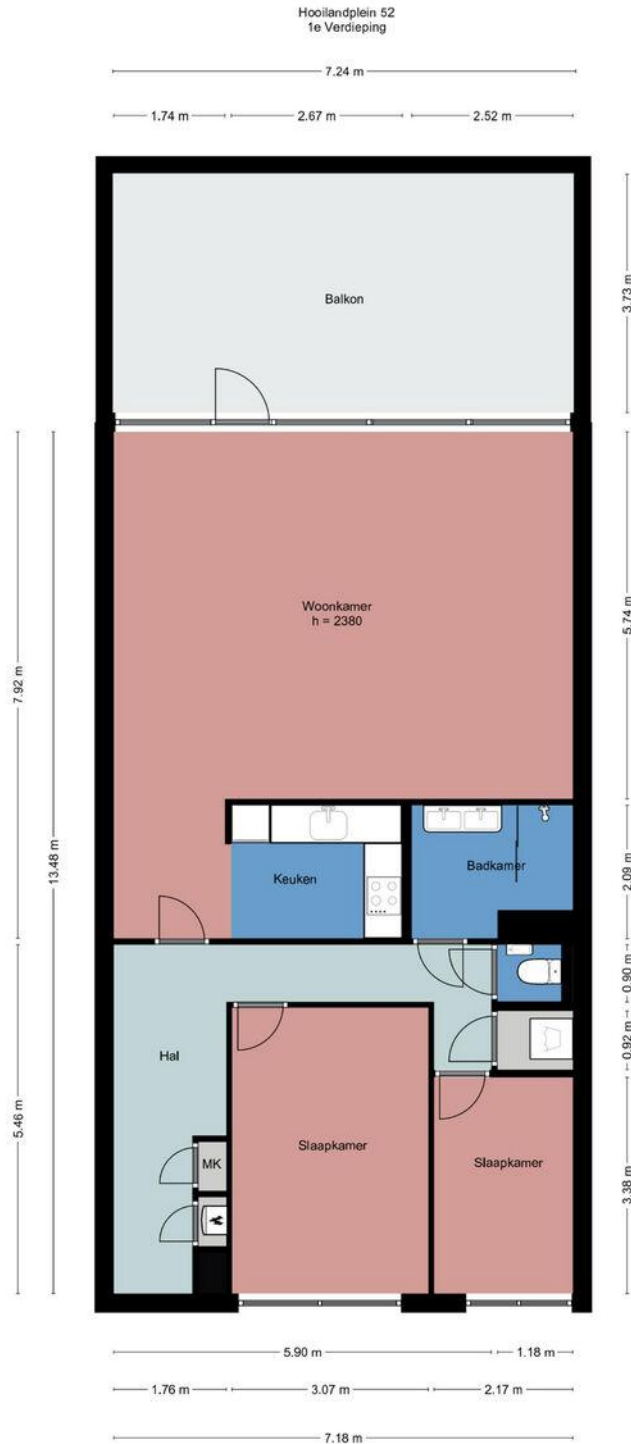 Hooilandplein 52
1e Verdieping
7.24 m
1.74 m
2.67 m
2.52 m
3.73 m
Balkon
5.74 m
Woonkamer
h = 2380
7.92 m
13.48 m
2.09 m
Keuken
Badkamer
0.90 m
0.92 m
Hal
5.46 m
Slaapkamer
MK
Slaapkamer
3.38 m
5.90 m
1.18 m
1.76 m
3.07 m
2.17 m
7.18 m